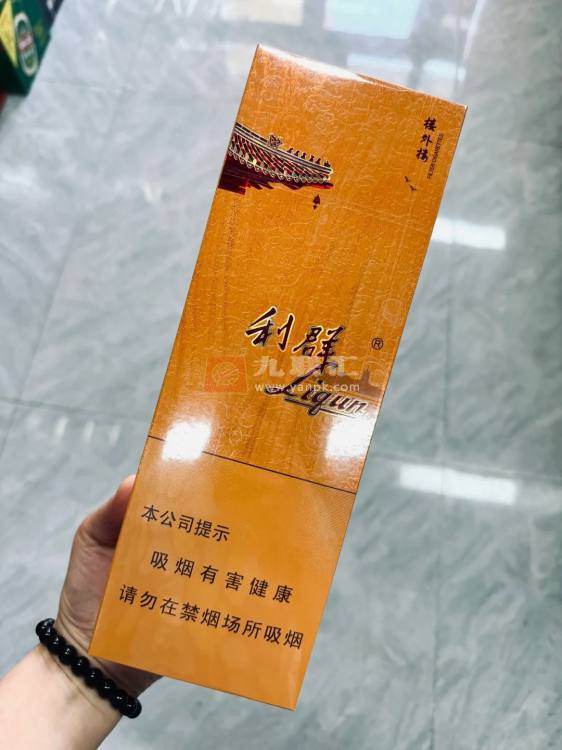 楼外楼
利群
®
Liqun
九聚汇
www.yanpk.com
本公司提示
吸烟有害健康
请勿在禁烟场所吸烟